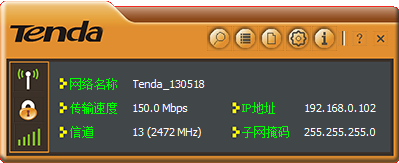 Tenda
网络名称 Tenda_130518
传输速度 150.0 Mbps IP地址 192.168.0.102
信道 13 (2472 MHz) 子网掩码 255.255.255.0